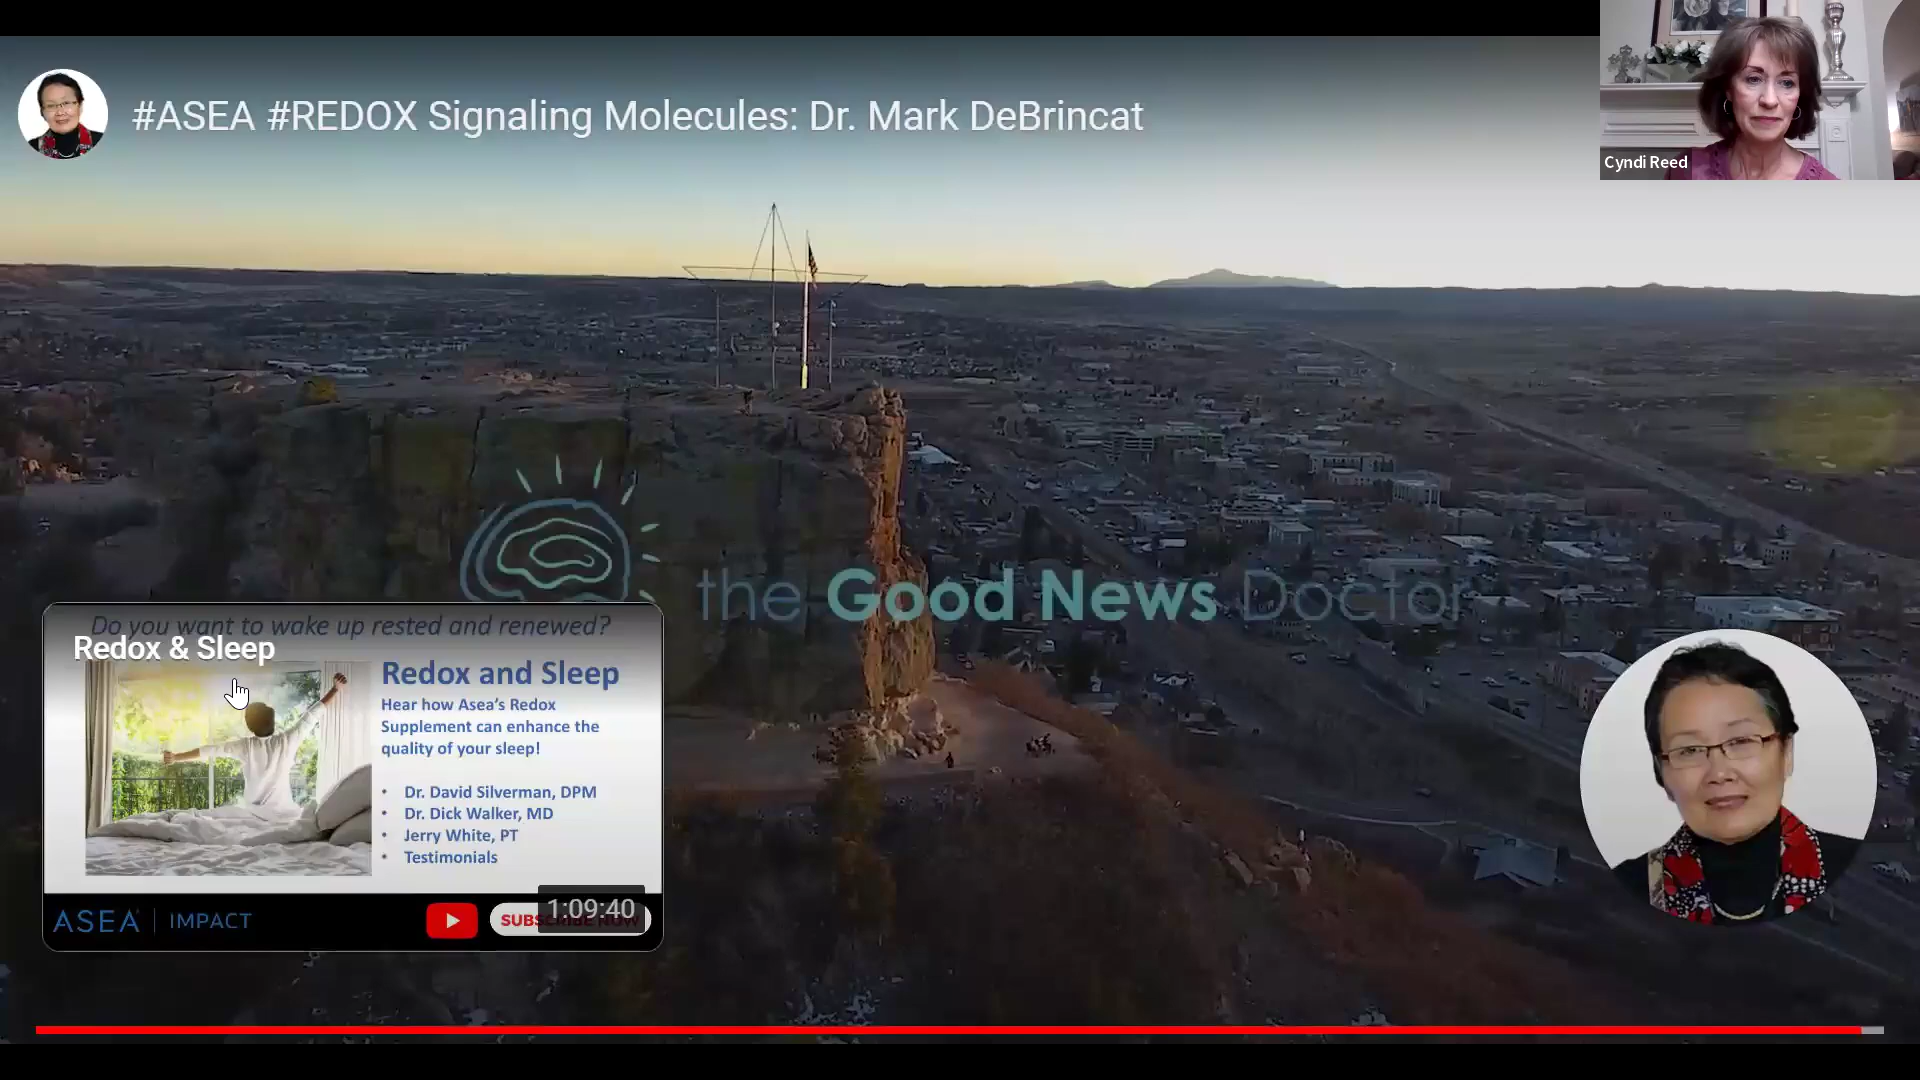 #ASEA #REDOX Signaling Molecules: Dr. Mark DeBrincat
Cyndi Reed
the Good News Doctor
Do you want to wake up rested and renewed?
Redox & Sleep
Redox and Sleep
Hear how Asea's Redox
Supplement can enhance the
quality of your sleep!
• Dr. David Silverman, DPM
• Dr. Dick Walker, MD
• Jerry White, PT
• Testimonials
ASEA | IMPACT
SUBSCRIBE NOW
1:09:40